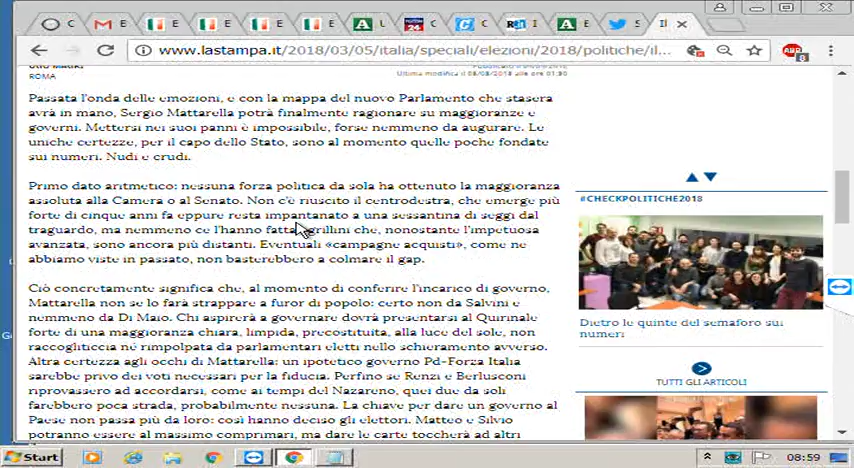 C
E
E
E
E
E
U
C
C
I
E
S
Il
www.lastampa.it/2018/03/05/italia/speciali/elezioni/2018/politiche/il...
ROMA
Ultima modifica il
alle ore
Passata l'onda delle emozioni, e con la mappa del nuovo Parlamento che stasera
avrà in mano, Sergio Mattarella potrà finalmente ragionare su maggioranze e
governi. Mettersi nei suoi panni è impossibile, forse nemmeno da augurare. Le
uniche certezze, per il capo dello Stato, sono al momento quelle poche fondate
sui numeri. Nudi e crudi.
Primo dato aritmetico: nessuna forza politica da sola ha ottenuto la maggioranza
assoluta alla Camera o al Senato. Non c'è riuscito il centrodestra, che emerge più
forte di cinque anni fa eppure resta impantanato a una sessantina di seggi dal
traguardo, ma nemmeno ce l'hanno fatta grillini che, nonostante l'impetuosa
avanzata, sono ancora più distanti. Eventuali «campagne acquisti», come ne
abbiamo viste in passato, non basterebbero a colmare il gap.
Ciò concretamente significa che, al momento di conferire l'incarico di governo,
Mattarella non se lo farà strappare a furor di popolo: certo non da Salvini e
nemmeno da Di Maio. Chi aspirerà a governare dovrà presentarsi al Quirinale
forte di una maggioranza chiara, limpida, precostituita, alla luce del sole, non
raccogliticcia né rimpolpata da parlamentari eletti nello schieramento avverso.
Altra certezza agli occhi di Mattarella: un ipotetico governo Pd-Forza Italia
sarebbe privo dei voti necessari per la fiducia. Perfino se Renzi e Berlusconi
riprovassero ad accordarsi, come ai tempi del Nazareno, quei due da soli
farebbero poca strada, probabilmente nessuna. La chiave per dare un governo al
Paese non passa più da loro: così hanno deciso gli elettori. Matteo e Silvio
potranno essere al massimo comprimari, ma dare le carte toccherà ad altri
#CHECKPOLITICHE2018
Dietro le quinte del semaforo sui
numeri
TUTTI GLI ARTICOLI
Start
08:59